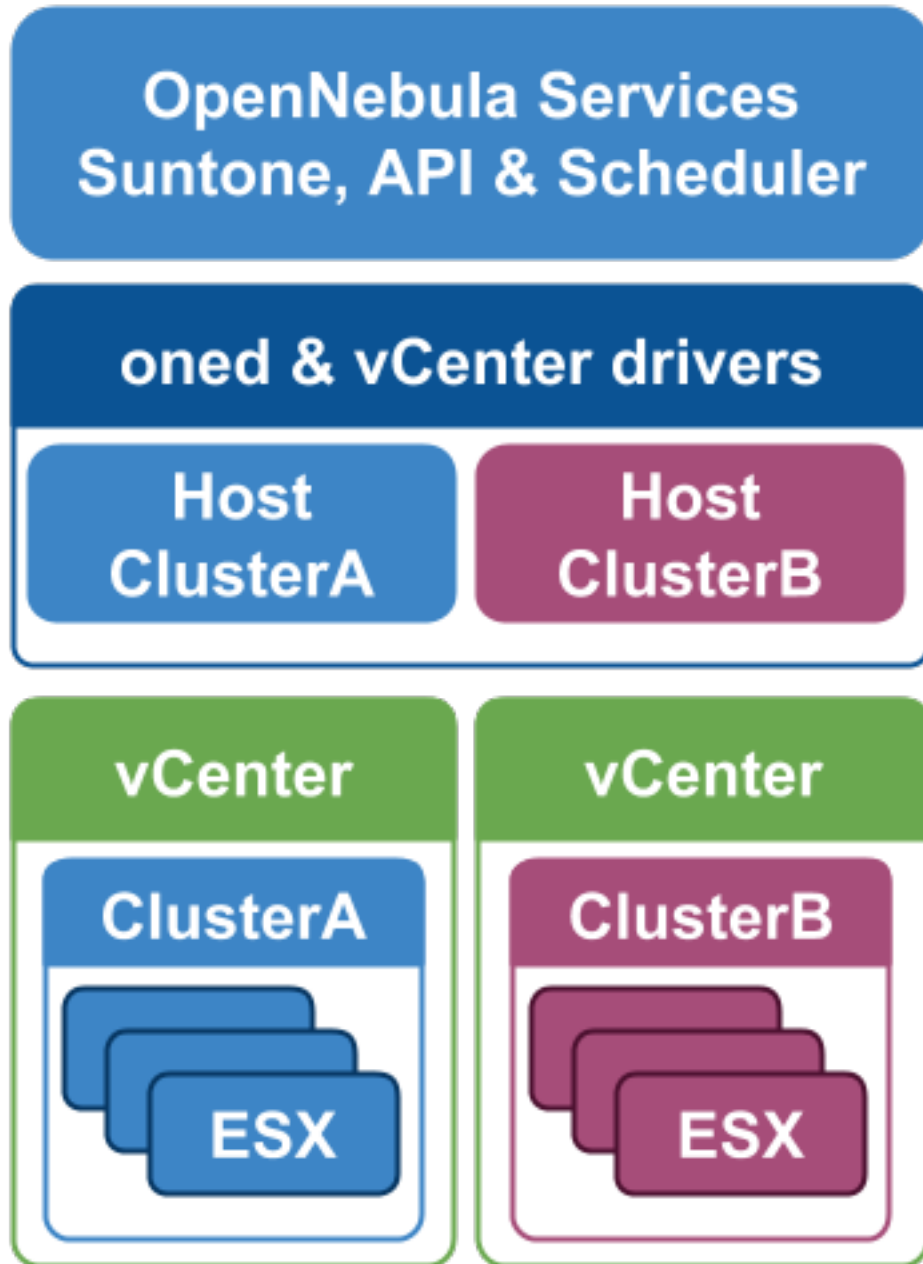 OpenNebula Services
Suntone, API & Scheduler
oned & vCenter drivers
Host
ClusterA
Host
ClusterB
vCenter
vCenter
ClusterA
ClusterB
ESX
ESX